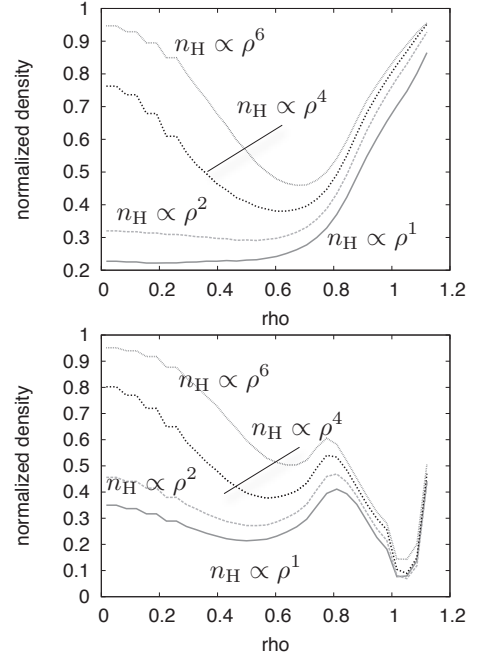 1
0.9
0.8
0.7
0.6
0.5
0.4
0.3
0.2
normalized density
n_H ∝ ρ^6
n_H ∝ ρ^4
n_H ∝ ρ^2
n_H ∝ ρ^1
0 0.2 0.4 0.6 0.8 1 1.2
rho
1
0.9
0.8
0.7
0.6
0.5
0.4
0.3
0.2
0.1
0
normalized density
n_H ∝ ρ^6
n_H ∝ ρ^4
n_H ∝ ρ^2
n_H ∝ ρ^1
0 0.2 0.4 0.6 0.8 1 1.2
rho